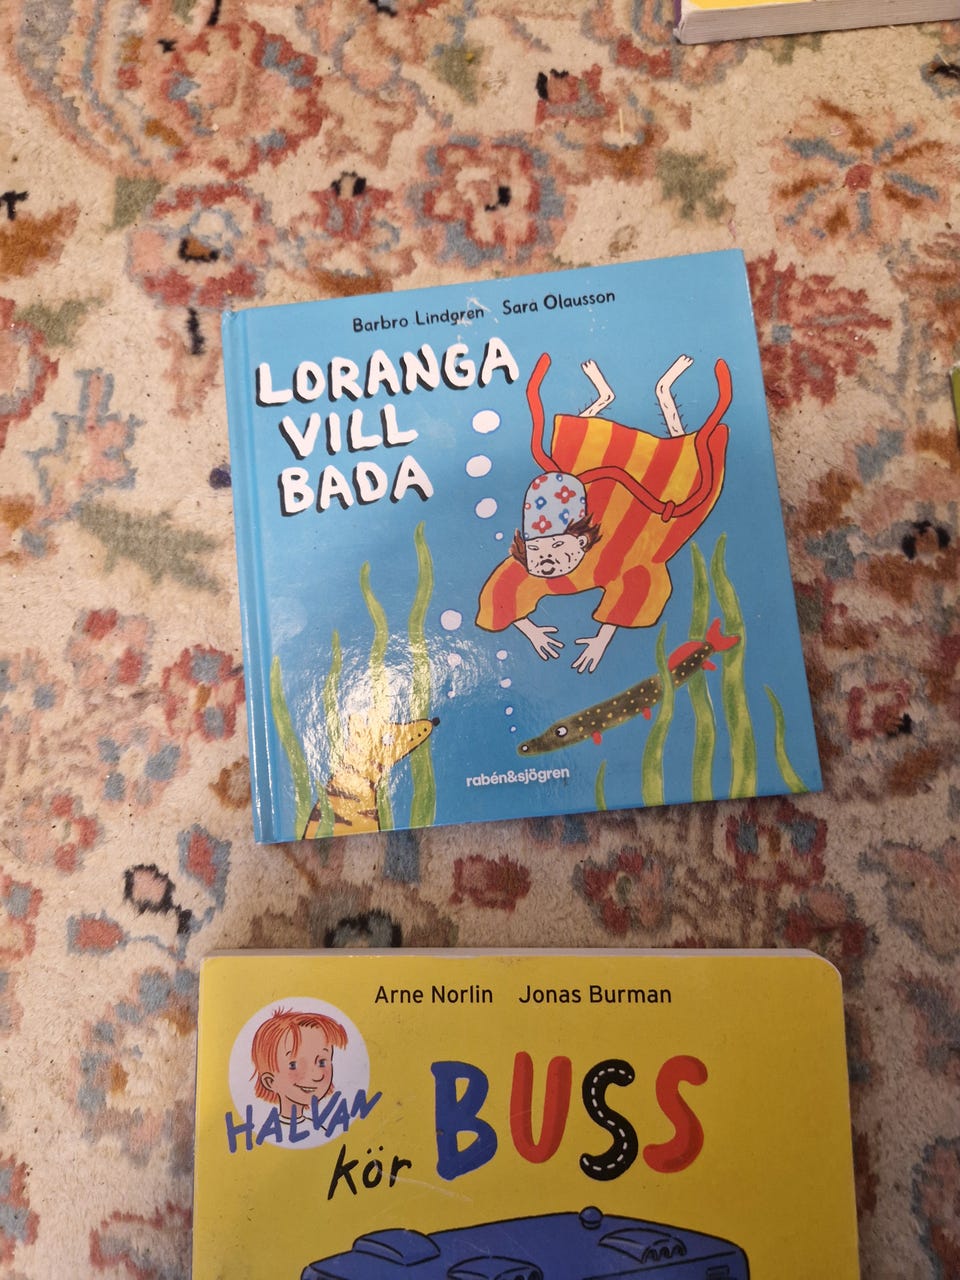 Barbro Lindgren Sara Olausson
LORANGA
VILL
BADA
rabén&sjögren
Arne Norlin Jonas Burman
HALVAN
kör BUSS